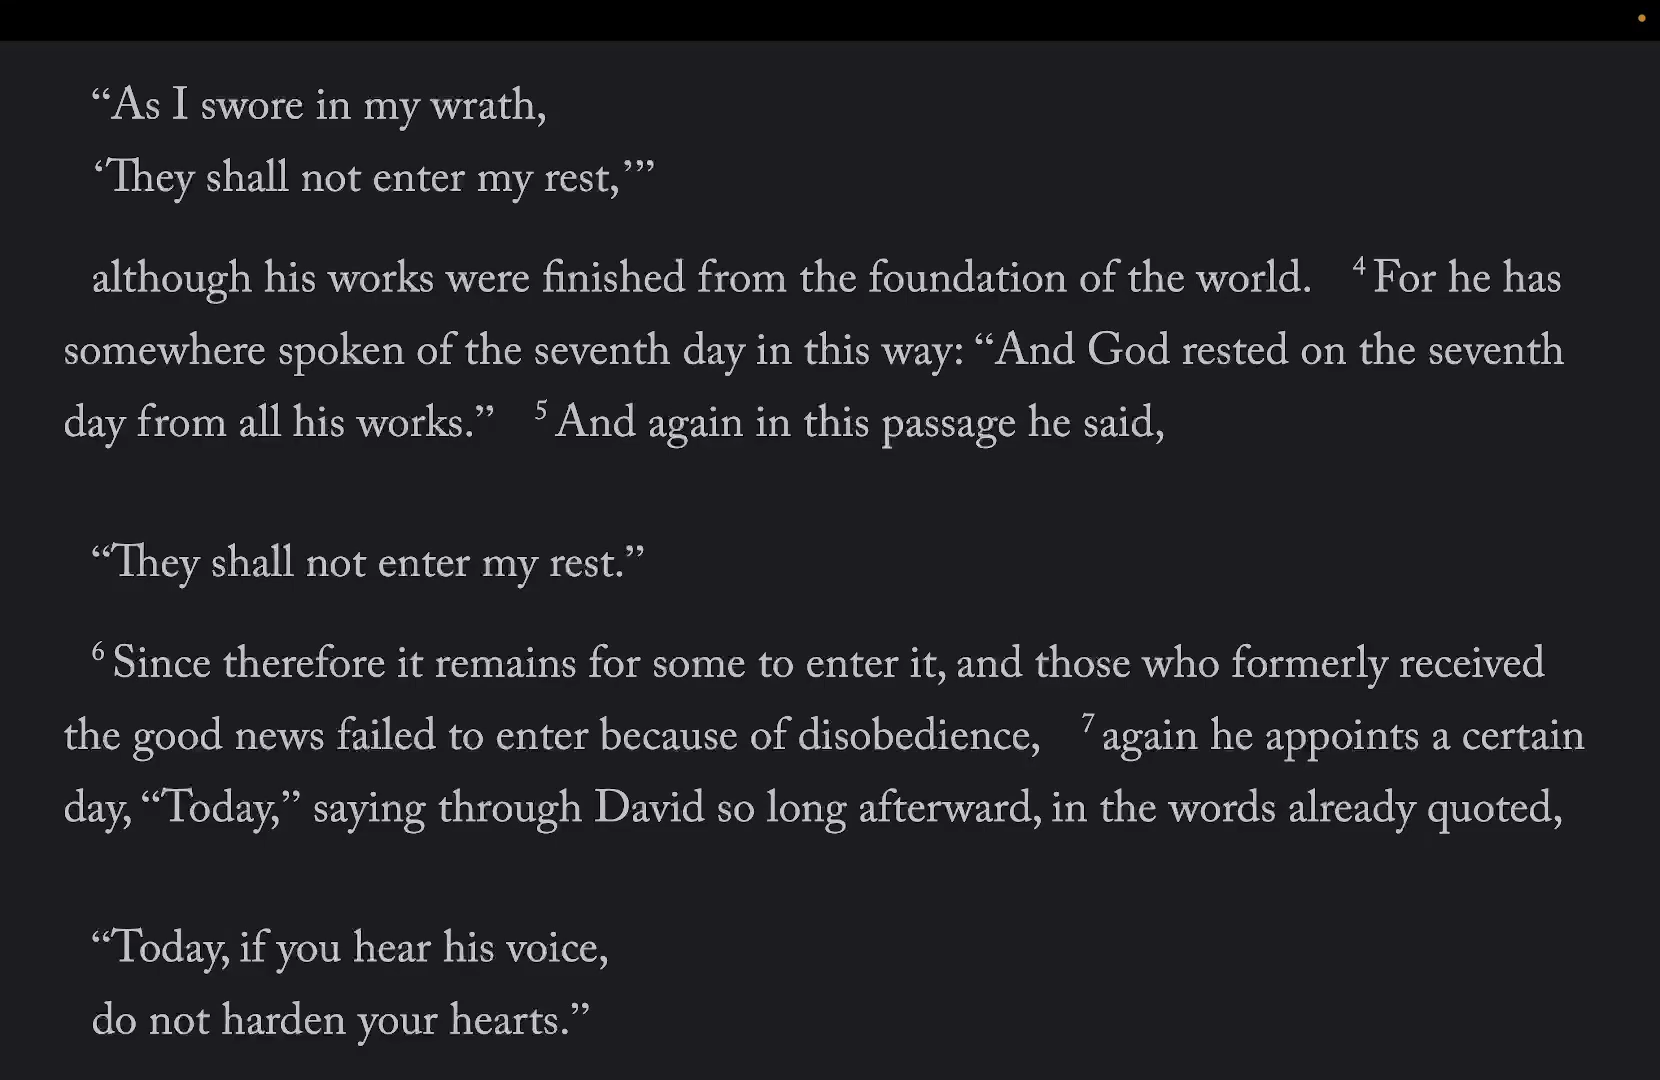 “As I swore in my wrath,
‘They shall not enter my rest,’”
although his works were finished from the foundation of the world. 4 For he has
somewhere spoken of the seventh day in this way: “And God rested on the seventh
day from all his works.” 5 And again in this passage he said,
“They shall not enter my rest.”
6 Since therefore it remains for some to enter it, and those who formerly received
the good news failed to enter because of disobedience, 7 again he appoints a certain
day, “Today,” saying through David so long afterward, in the words already quoted,
“Today, if you hear his voice,
do not harden your hearts.”